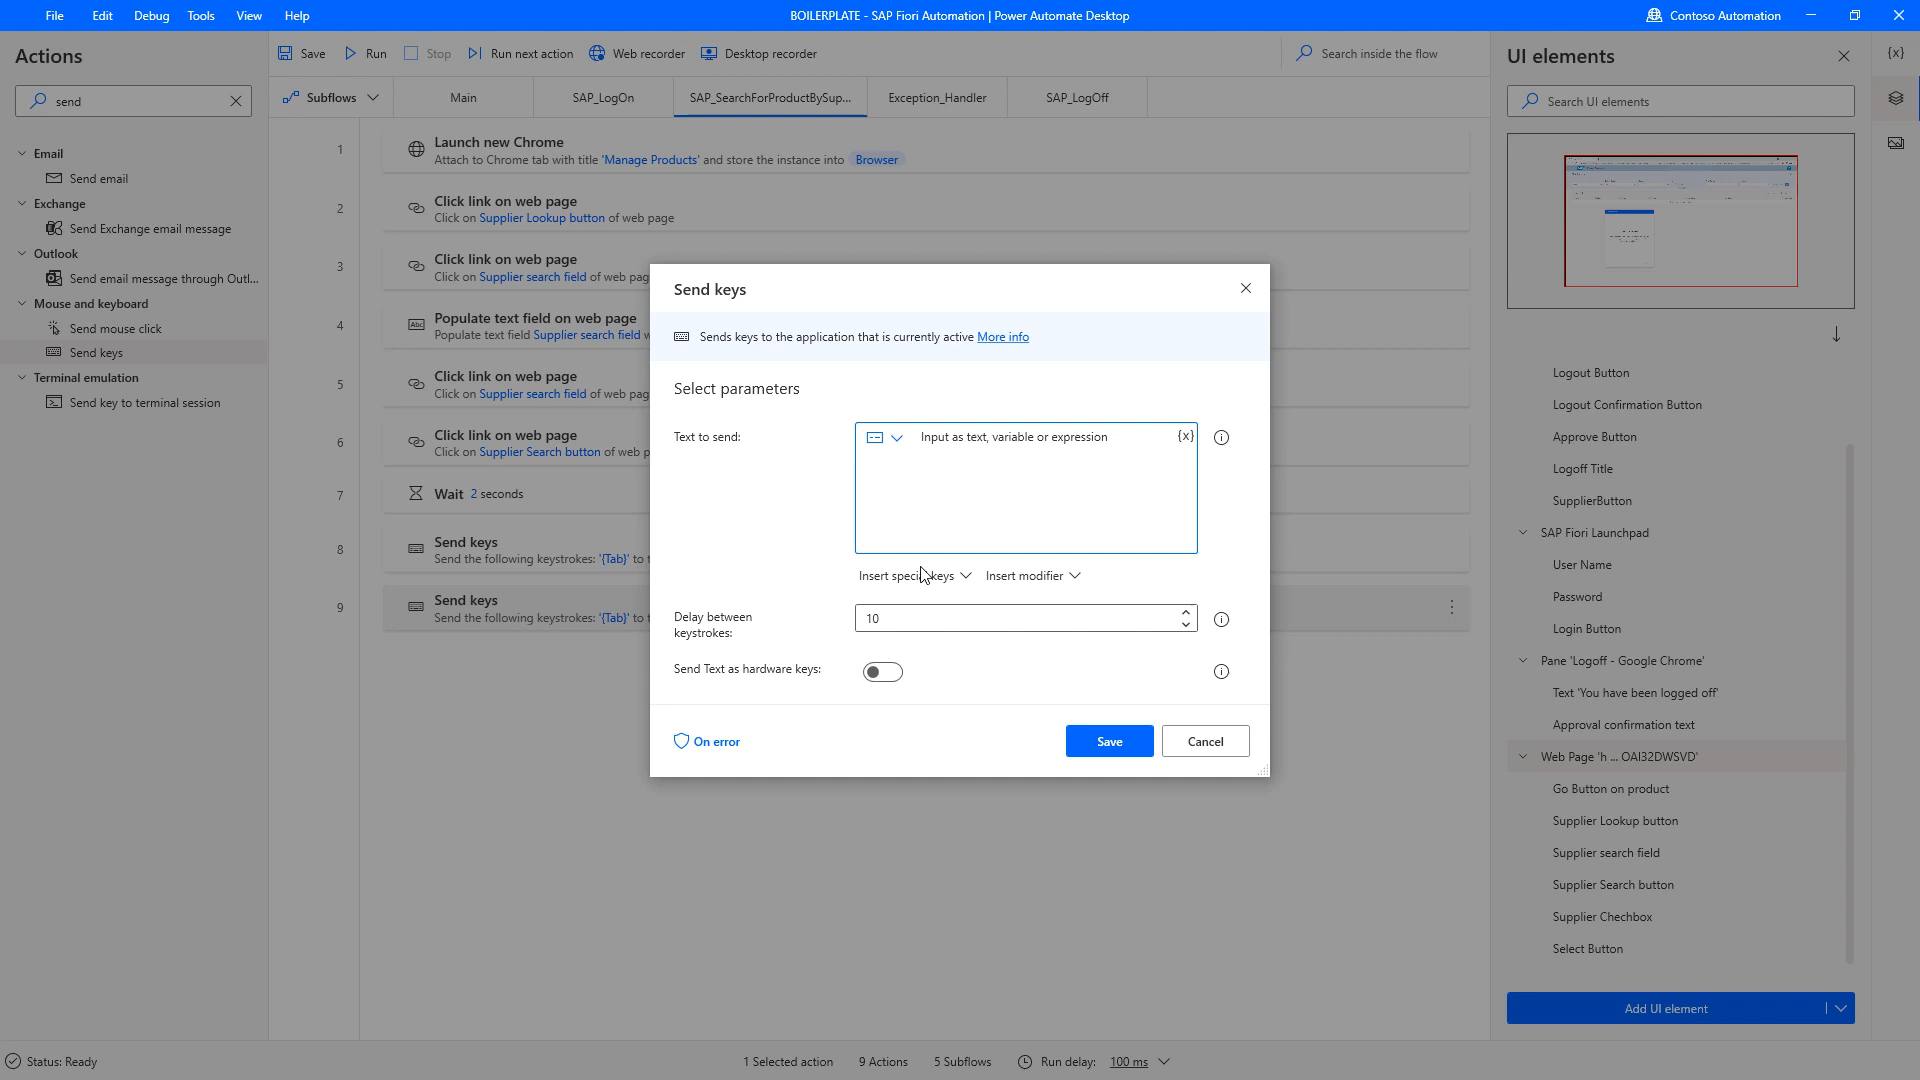 File Edit Debug Tools View Help
BOILERPLATE - SAP Fiori Automation | Power Automate Desktop
Contoso Automation
Actions
send
Email
Send email
Exchange
Send Exchange email message
Outlook
Send email message through Outl...
Mouse and keyboard
Send mouse click
Send keys
Terminal emulation
Send key to terminal session
Save Run Stop Run next action Web recorder Desktop recorder
Search inside the flow
Subflows Main SAP_LogOn SAP_SearchForProductBySup... Exception_Handler SAP_LogOff
1 Launch new Chrome
Attach to Chrome tab with title 'Manage Products' and store the instance into Browser
2 Click link on web page
Click on Supplier Lookup button of web page
3 Click link on web page
Click on Supplier search field of web pag
4 Populate text field on web page
Abc
Populate text field Supplier search field w
5 Click link on web page
Click on Supplier search field of web pag
6 Click link on web page
Click on Supplier Search button of web p
7 Wait 2 seconds
8 Send keys
Send the following keystrokes: '{Tab}' to t
9 Send keys
Send the following keystrokes: '{Tab}' to t
Send keys
Sends keys to the application that is currently active More info
Select parameters
Text to send:
Input as text, variable or expression
{x}
Insert special keys Insert modifier
Delay between
keystrokes:
10
Send Text as hardware keys:
On error
Save
Cancel
UI elements
{x}
Search UI elements
Logout Button
Logout Confirmation Button
Approve Button
Logoff Title
SupplierButton
SAP Fiori Launchpad
User Name
Password
Login Button
Pane 'Logoff - Google Chrome'
Text 'You have been logged off'
Approval confirmation text
Web Page 'h ... OAI32DWSVD'
Go Button on product
Supplier Lookup button
Supplier search field
Supplier Search button
Supplier Chechbox
Select Button
Add UI element
Status: Ready
1 Selected action 9 Actions 5 Subflows Run delay: 100 ms